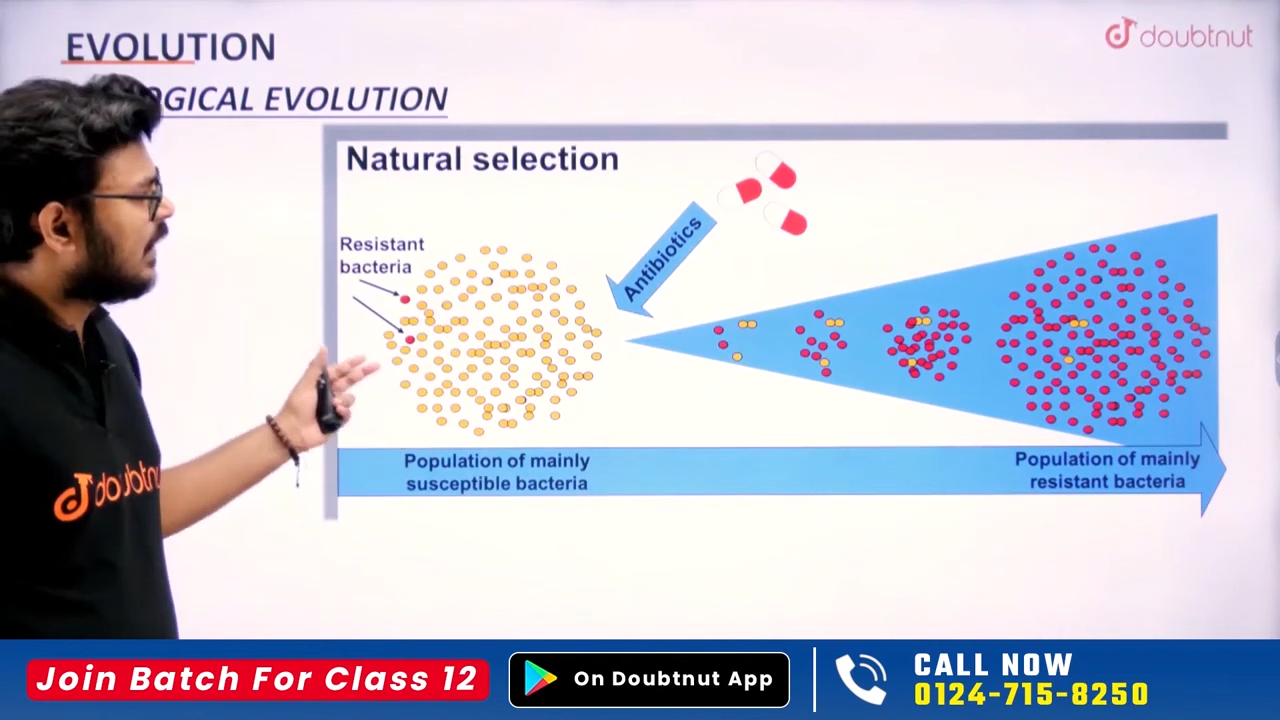 EVOLUTION
doubtnut
OGICAL EVOLUTION
Natural selection
Resistant
bacteria
Antibiotics
Population of mainly
susceptible bacteria
Population of mainly
resistant bacteria
Join Batch For Class 12
On Doubtnut App
CALL NOW
0124-715-8250